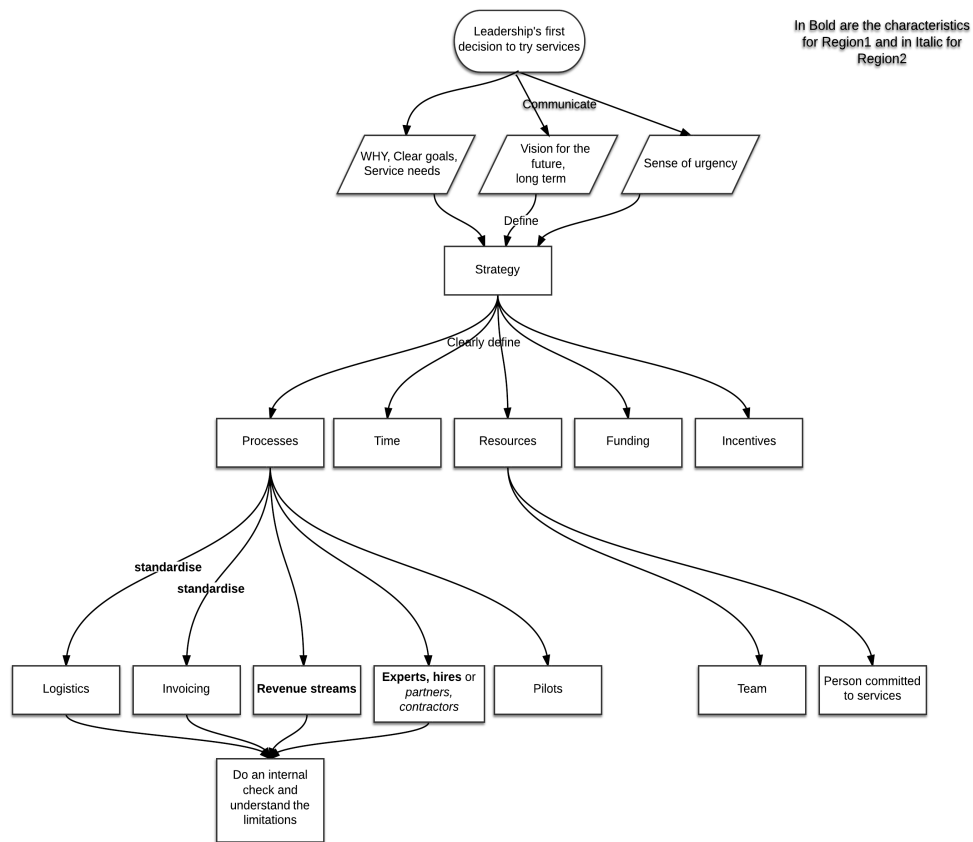 Leadership's first
decision to try services
In Bold are the characteristics
for Region1 and in Italic for
Region2
Communicate
WHY, Clear goals,
Service needs
Vision for the
future,
long term
Sense of urgency
Define
Strategy
Clearly define
Processes
Time
Resources
Funding
Incentives
standardise
standardise
Logistics
Invoicing
Revenue streams
Experts, hires or
partners,
contractors
Pilots
Team
Person committed
to services
Do an internal
check and
understand the
limitations